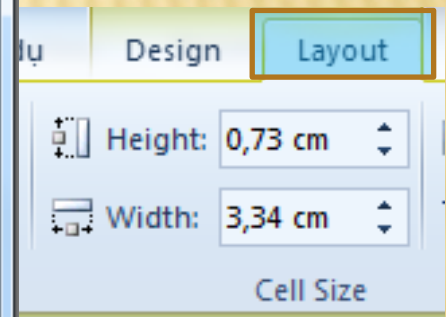 dụ Design Layout
Height: 0,73 cm
Width: 3,34 cm
Cell Size